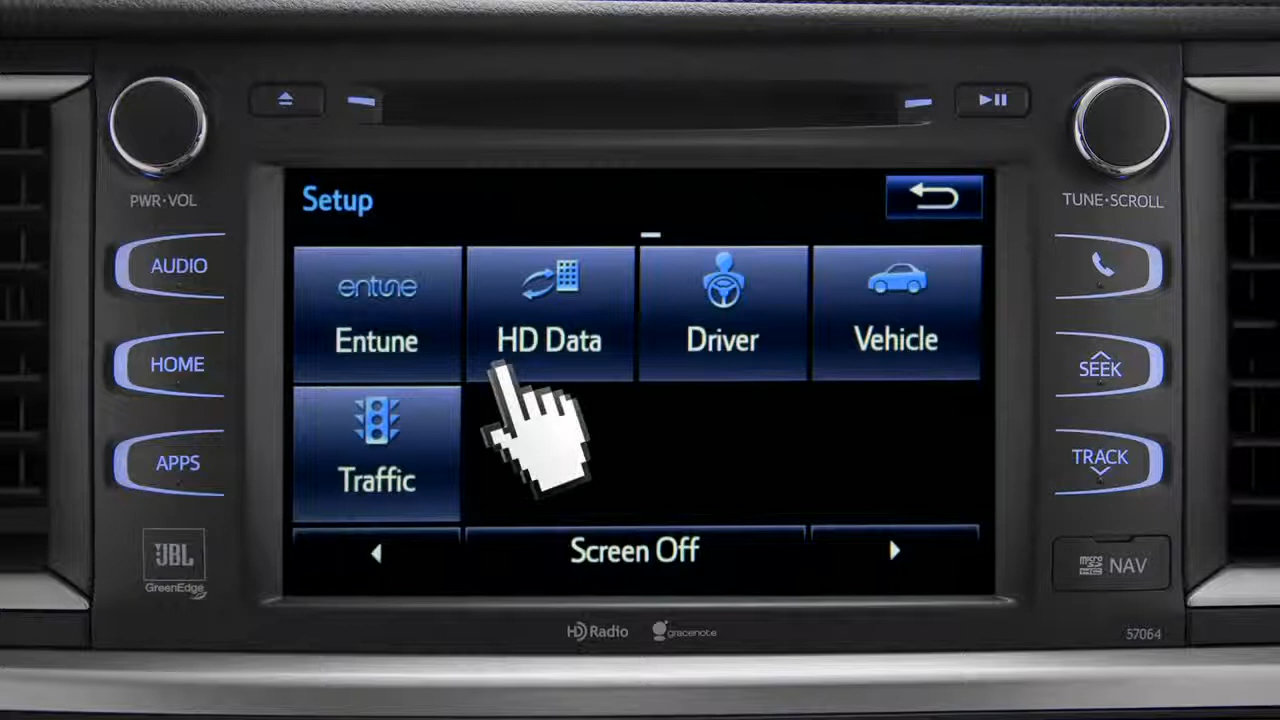 PWR·VOL
TUNE·SCROLL
Setup
AUDIO
entune
Entune
HD Data
Driver
Vehicle
HOME
SEEK
APPS
Traffic
TRACK
Screen Off
JBL
GreenEdge
micro
NAV
HD Radio
gracenote
57064